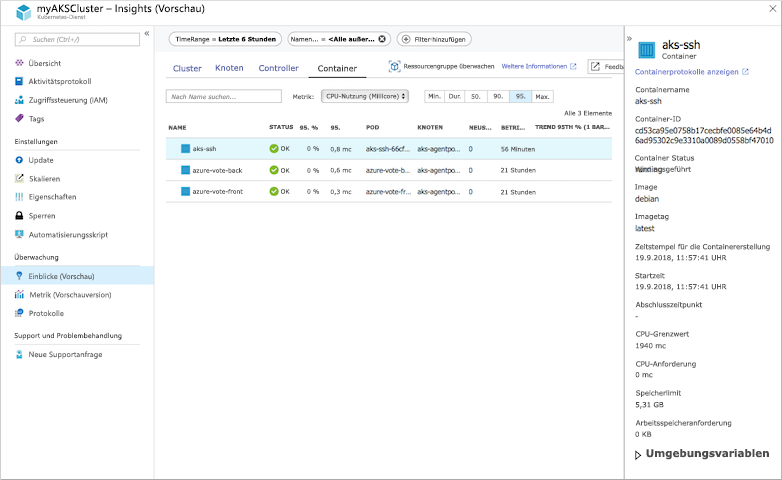 myAKSCluster – Insights (Vorschau)
Kubernetes-Dienst
Suchen (Ctrl+/)
Übersicht
Aktivitätsprotokoll
Zugriffssteuerung (IAM)
Tags
Einstellungen
Update
Skalieren
Eigenschaften
Sperren
Automatisierungsskript
Überwachung
Einblicke (Vorschau)
Metrik (Vorschauversion)
Protokolle
Support und Problembehandlung
Neue Supportanfrage
TimeRange = Letzte 6 Stunden
Namen... = <Alle außer...
Filter·hinzufügen
Cluster Knoten Controller Container
Ressourcengruppe überwachen Weitere Informationen Feedba
Nach Name suchen...
Metrik: CPU-Nutzung (Millicore)
Min. Dur. 50. 90. 95. Max.
Alle 3 Elemente
NAME STATUS 95. % 95. POD KNOTEN NEUS... BETRI... TREND 95TH % (1 BAR...
aks-ssh OK 0 % 0,8 mc aks-ssh-66cf... aks-agentpo... 0 56 Minuten
azure-vote-back OK 0 % 0,6 mc azure-vote-b... aks-agentpo... 0 21 Stunden
azure-vote-front OK 0 % 0,3 mc azure-vote-fr... aks-agentpo... 0 21 Stunden
aks-ssh
Container
Containerprotokolle anzeigen
Containername
aks-ssh
Container-ID
cd53ca95e0758b17cecbfe0085e64b4d
6ad95302c9e3310a0089d0558bf47010
Container Status
Image
debian
Imagetag
latest
Zeitstempel für die Containererstellung
19.9.2018, 11:57:41 UHR
Startzeit
19.9.2018, 11:57:41 UHR
Abschlusszeitpunkt
-
CPU-Grenzwert
1940 mc
CPU-Anforderung
0 mc
Speicherlimit
5,31 GB
Arbeitsspeicheranforderung
0 KB
Umgebungsvariablen